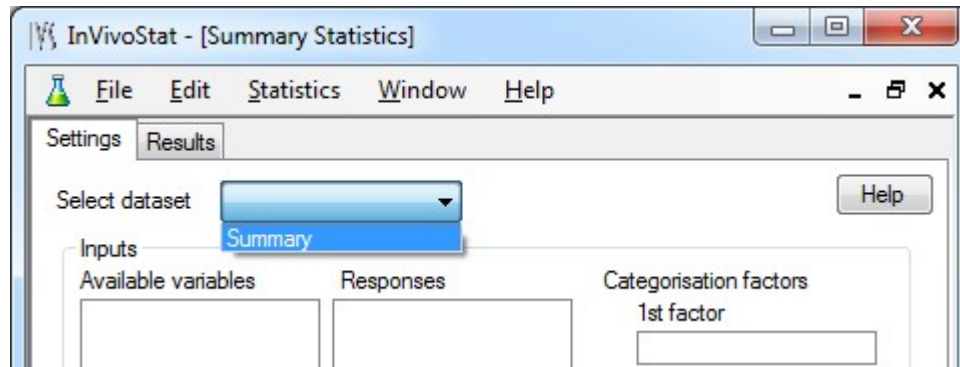 InVivoStat - [Summary Statistics]
File Edit Statistics Window Help
Settings Results
Select dataset Help
Summary
Inputs
Available variables Responses Categorisation factors
1st factor